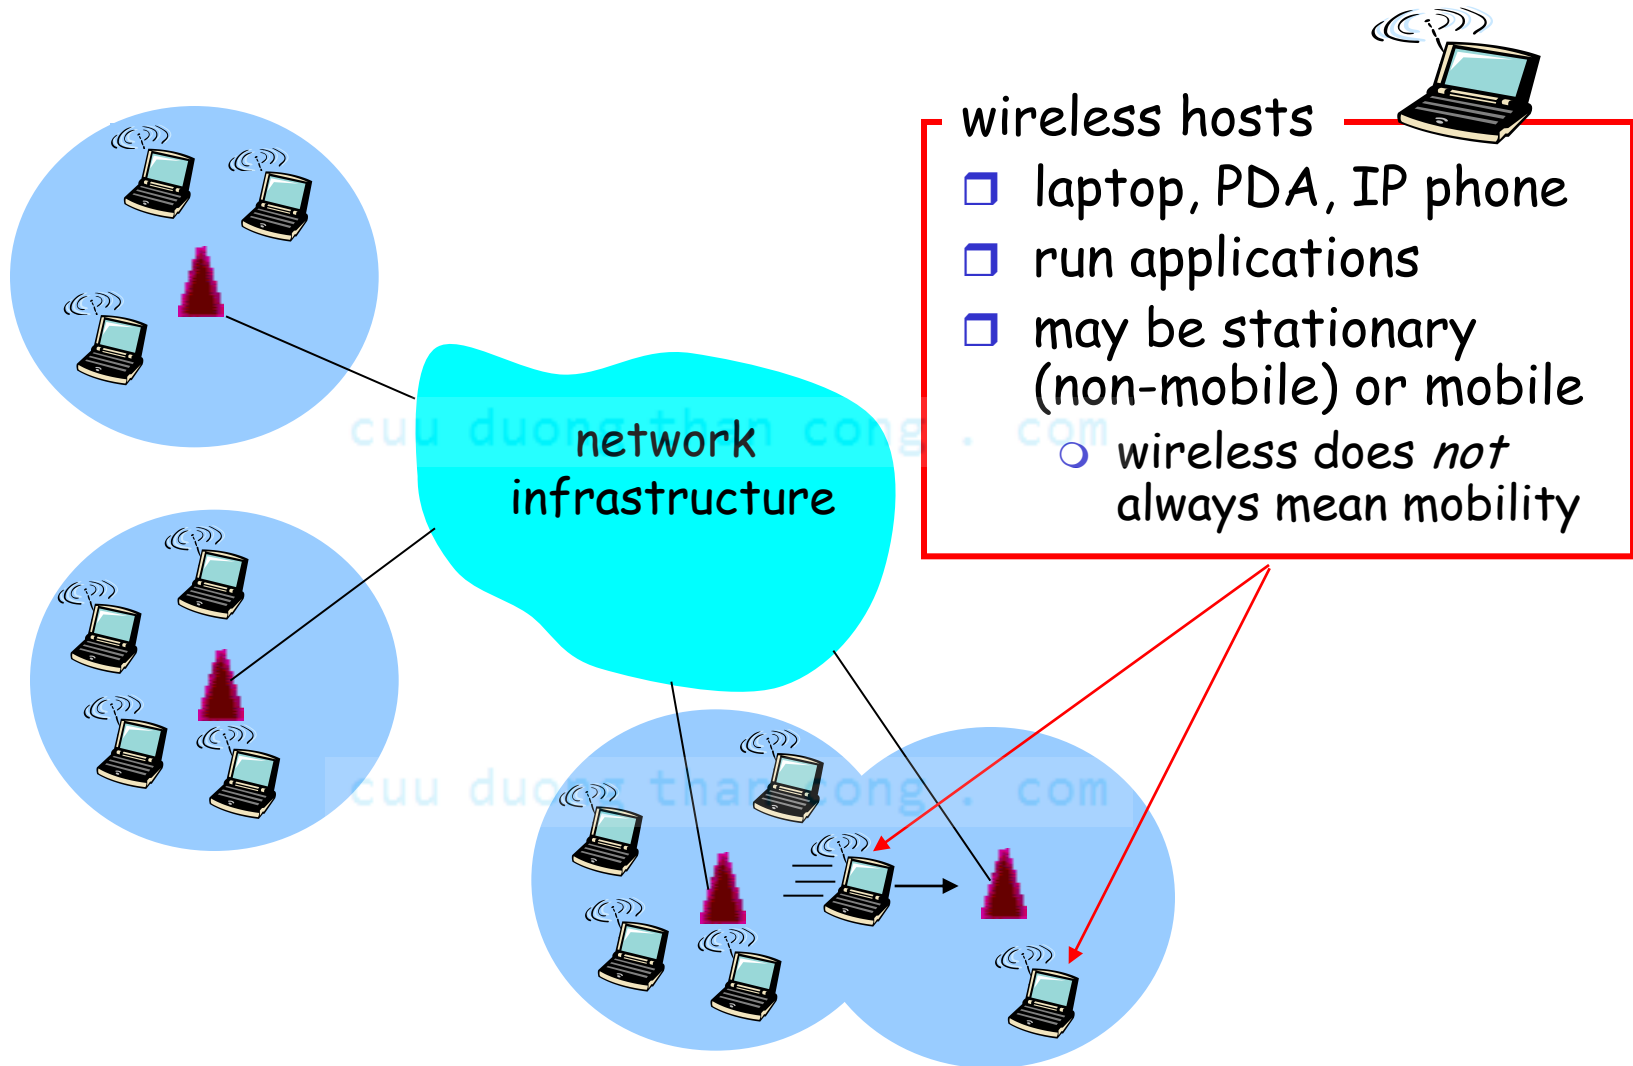 wireless hosts
laptop, PDA, IP phone
run applications
may be stationary
(non-mobile) or mobile
wireless does not
always mean mobility
network
infrastructure
cuu duong than cong . com
cuu duong than cong . com